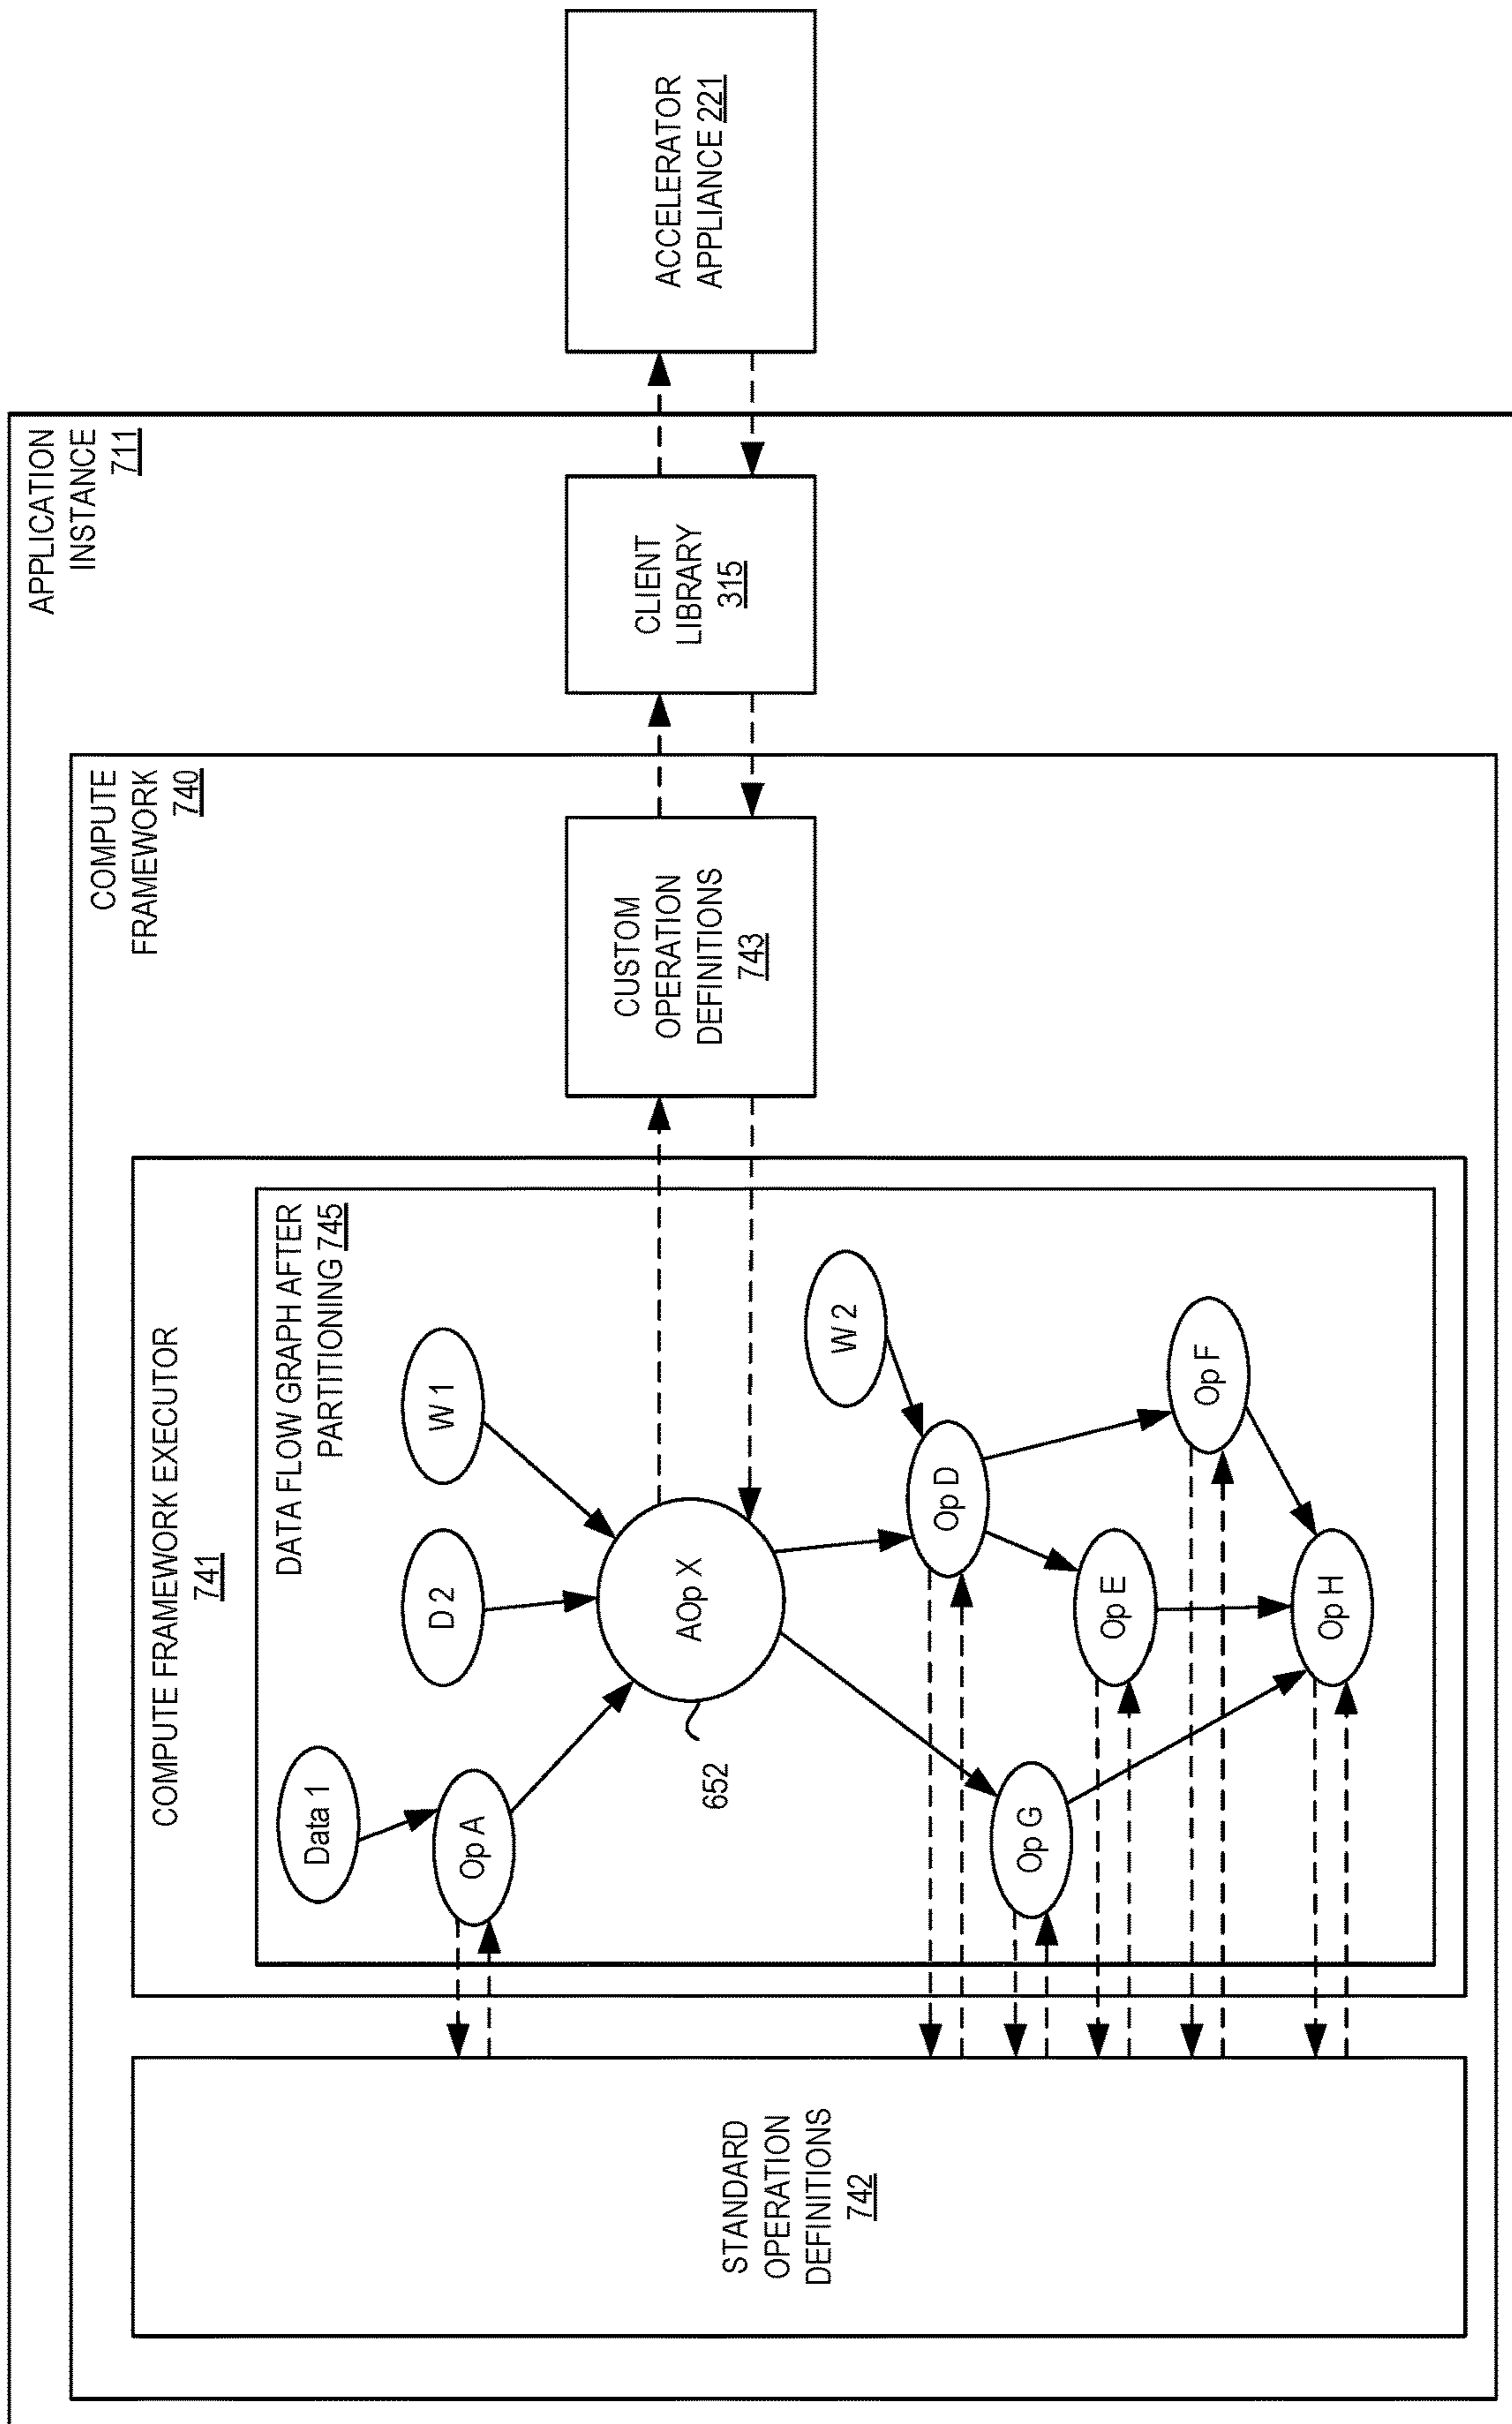 APPLICATION
INSTANCE
711
COMPUTE
FRAMEWORK
740
COMPUTE FRAMEWORK EXECUTOR
741
DATA FLOW GRAPH AFTER
PARTITIONING 745
STANDARD
OPERATION
DEFINITIONS
742
Data 1
Op A
D 2
W 1
AOp X
652
W 2
Op D
Op G
Op E
Op F
Op H
CUSTOM
OPERATION
DEFINITIONS
743
CLIENT
LIBRARY
315
ACCELERATOR
APPLIANCE 221